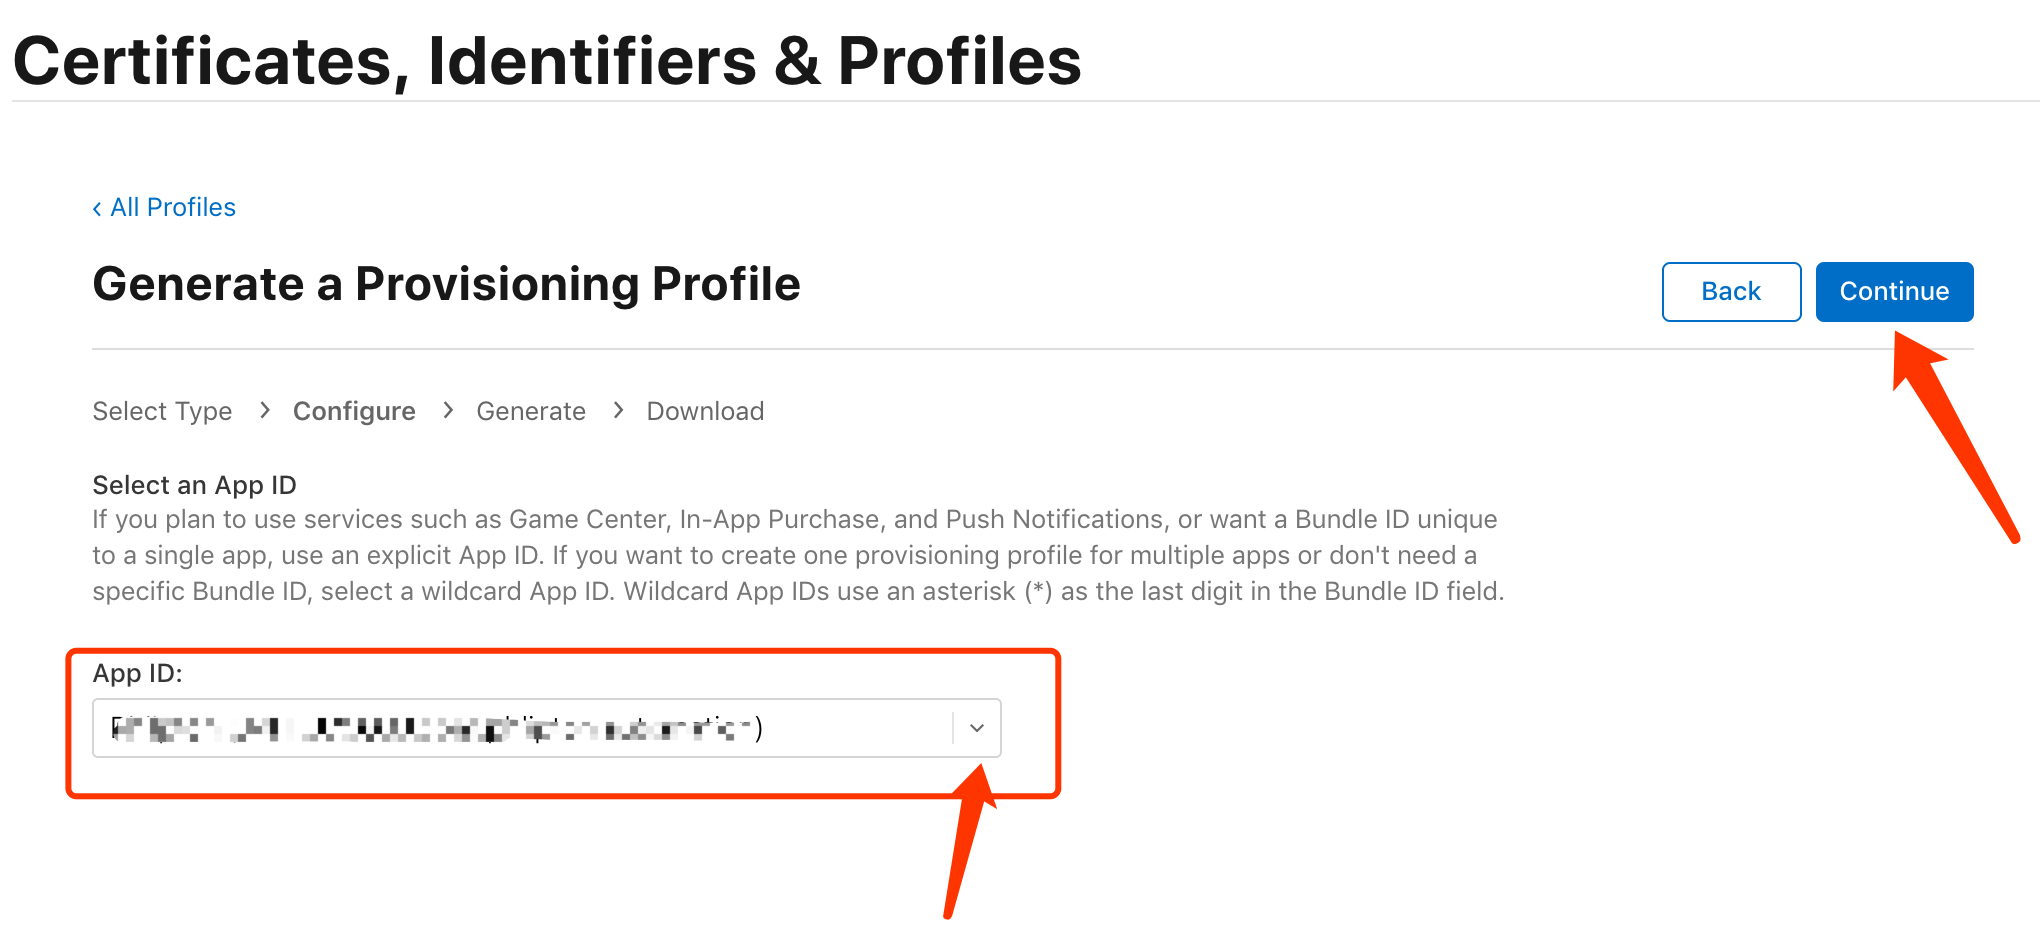 Certificates, Identifiers & Profiles
‹ All Profiles
Generate a Provisioning Profile
Back
Continue
Select Type > Configure > Generate > Download
Select an App ID
If you plan to use services such as Game Center, In-App Purchase, and Push Notifications, or want a Bundle ID unique
to a single app, use an explicit App ID. If you want to create one provisioning profile for multiple apps or don't need a
specific Bundle ID, select a wildcard App ID. Wildcard App IDs use an asterisk (*) as the last digit in the Bundle ID field.
App ID: